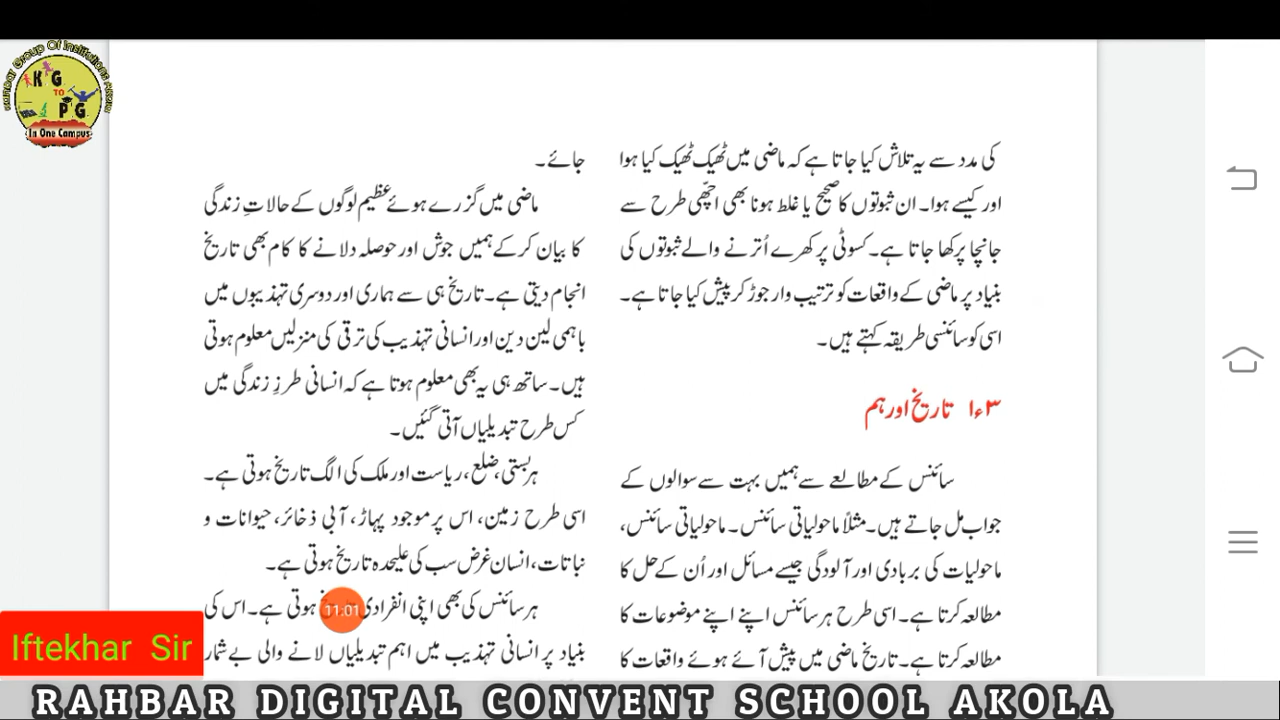 Rahbar Group Of Institutions Akola
K G
TO
P G
In One Campus
کی مدد سے یہ تلاش کیا جاتا ہے کہ ماضی میں ٹھیک ٹھیک کیا ہوا
اور کیسے ہوا۔ ان ثبوتوں کا صحیح یا غلط ہونا بھی اچھّی طرح سے
جانچا پرکھا جاتا ہے۔ کسوٹی پر کھرے اُترنے والے ثبوتوں کی
بنیاد پر ماضی کے واقعات کو ترتیب وار جوڑ کر پیش کیا جاتا ہے۔
اسی کو سائنسی طریقہ کہتے ہیں۔
۱ء۳ تاریخ اور ہم
سائنس کے مطالعے سے ہمیں بہت سے سوالوں کے
جواب مل جاتے ہیں۔ مثلاً ماحولیاتی سائنس۔ ماحولیاتی سائنس،
ماحولیات کی بربادی اور آلودگی جیسے مسائل اور اُن کے حل کا
مطالعہ کرتا ہے۔ اسی طرح ہر سائنس اپنے اپنے موضوعات کا
مطالعہ کرتا ہے۔ تاریخ ماضی میں پیش آئے ہوئے واقعات کا
جائے۔
ماضی میں گزرے ہوئے عظیم لوگوں کے حالاتِ زندگی
کا بیان کرکے ہمیں جوش اور حوصلہ دلانے کا کام بھی تاریخ
انجام دیتی ہے۔ تاریخ ہی سے ہماری اور دوسری تہذیبوں میں
باہمی لین دین اور انسانی تہذیب کی ترقی کی منزلیں معلوم ہوتی
ہیں۔ ساتھ ہی یہ بھی معلوم ہوتا ہے کہ انسانی طرزِ زندگی میں
کس طرح تبدیلیاں آتی گئیں۔
ہر بستی، ضلع، ریاست اور ملک کی الگ تاریخ ہوتی ہے۔
اسی طرح زمین، اس پر موجود پہاڑ، آبی ذخائر، حیوانات و
نباتات، انسان غرض سب کی علیحدہ تاریخ ہوتی ہے۔
ہر سائنس کی بھی اپنی انفرادی ہوتی ہے۔ اس کی
بنیاد پر انسانی تہذیب میں اہم تبدیلیاں لانے والی بے شمار
11:01
Iftekhar Sir
RAHBAR DIGITAL CONVENT SCHOOL AKOLA